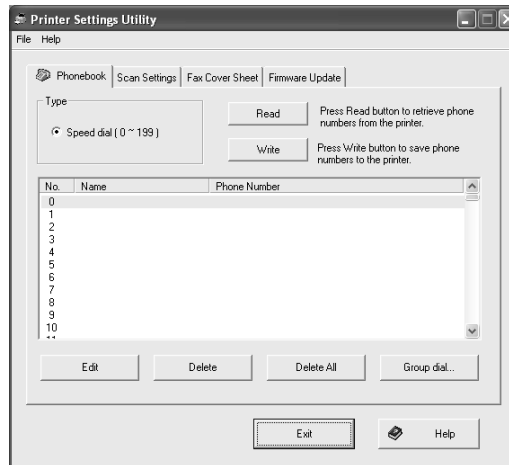 Printer Settings Utility
File Help
Phonebook Scan Settings Fax Cover Sheet Firmware Update
Type
Speed dial ( 0 ~ 199 )
Read
Press Read button to retrieve phone
numbers from the printer.
Write
Press Write button to save phone
numbers to the printer.
No. Name Phone Number
0
1
2
3
4
5
6
7
8
9
10
Edit Delete Delete All Group dial...
Exit Help